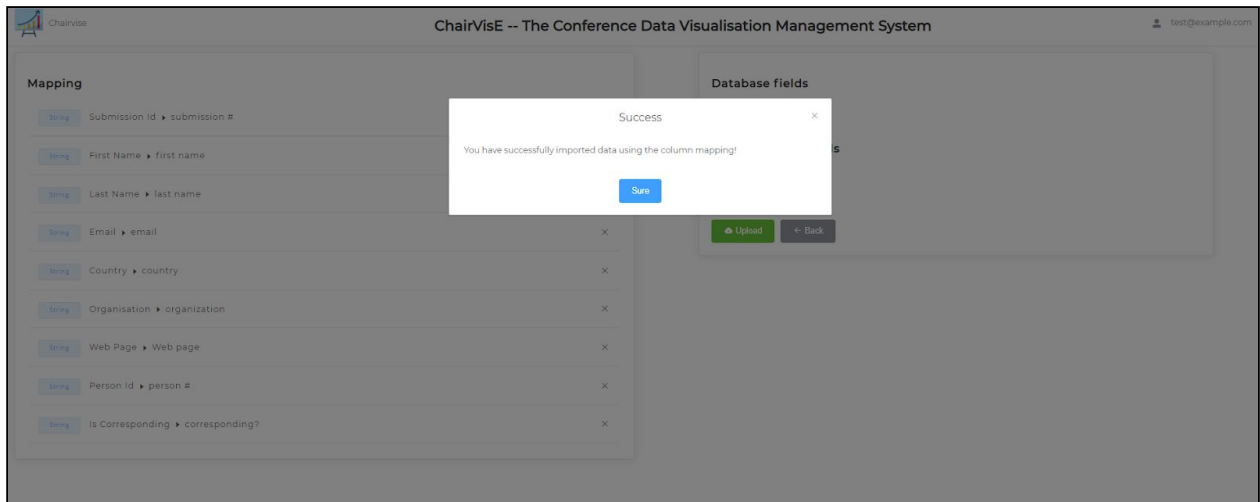 Chairvise
ChairVisE -- The Conference Data Visualisation Management System
test@example.com
Mapping
String Submission Id ▸ submission #
String First Name ▸ first name
String Last Name ▸ last name
String Email ▸ email ×
String Country ▸ country ×
String Organisation ▸ organization ×
String Web Page ▸ Web page ×
String Person Id ▸ person # ×
String Is Corresponding ▸ corresponding? ×
Success ×
You have successfully imported data using the column mapping!
Sure
Database fields
Upload ← Back